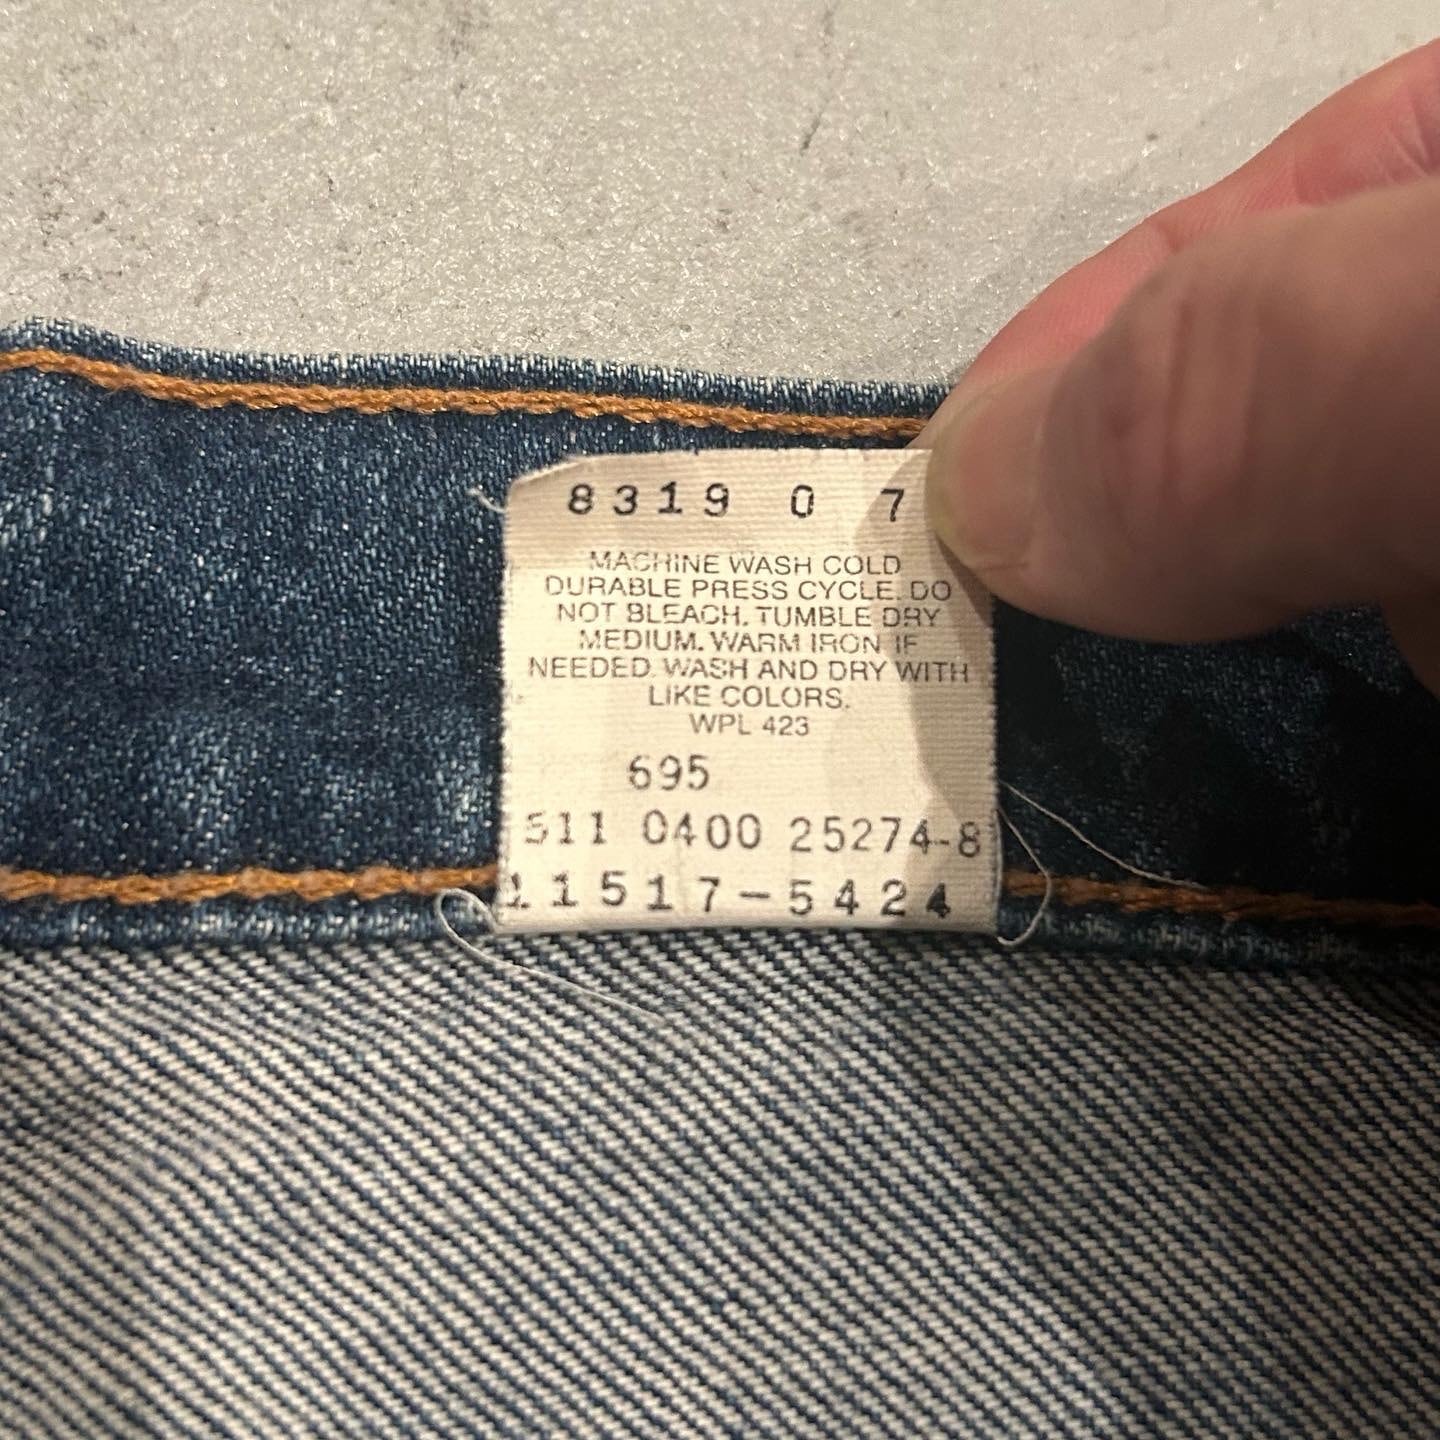 8319 0 7
MACHINE WASH COLD
DURABLE PRESS CYCLE. DO
NOT BLEACH. TUMBLE DRY
MEDIUM. WARM IRON IF
NEEDED. WASH AND DRY WITH
LIKE COLORS.
WPL 423
695
511 0400 25274-8
11517-5424